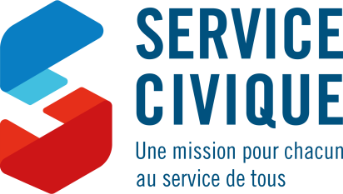 SERVICE
CIVIQUE
Une mission pour chacun
au service de tous